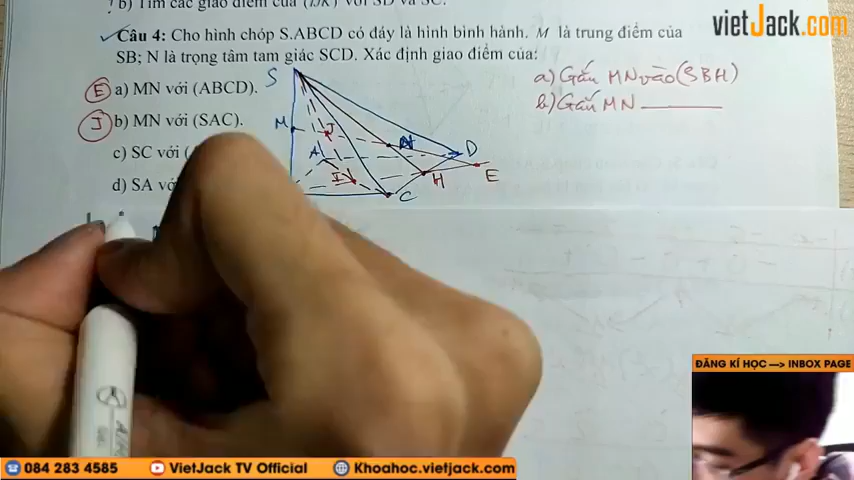 b) Tìm các giao điểm của (IJK) với SD và SC.
Câu 4: Cho hình chóp S.ABCD có đáy là hình bình hành. M là trung điểm của
SB; N là trọng tâm tam giác SCD. Xác định giao điểm của:
E a) MN với (ABCD).
J b) MN với (SAC).
c) SC với
d) SA
a) Gắn MN vào (SBH)
b) Gắn MN
S
M
J
N
A
D
I
H
E
C
vietJack.com
ĐĂNG KÍ HỌC —> INBOX PAGE
084 283 4585
VietJack TV Official
Khoahoc.vietjack.com